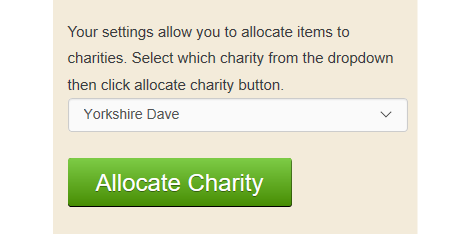 Your settings allow you to allocate items to
charities. Select which charity from the dropdown
then click allocate charity button.
Yorkshire Dave
Allocate Charity